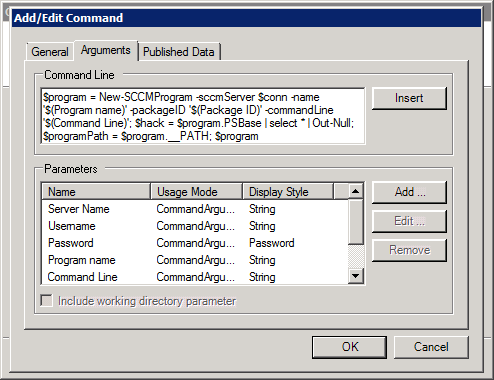 Add/Edit Command
General Arguments Published Data
Command Line
$program = New-SCCMProgram -sccmServer $conn -name
'$(Program name)' -packageID '$(Package ID)' -commandLine
'$(Command Line)'; $hack = $program.PSBase | select * | Out-Null;
$programPath = $program.__PATH; $program
Insert
Parameters
Name Usage Mode Display Style
Server Name CommandArgu... String
Username CommandArgu... String
Password CommandArgu... Password
Program name CommandArgu... String
Command Line CommandArgu... String
Add ...
Edit ...
Remove
Include working directory parameter
OK Cancel